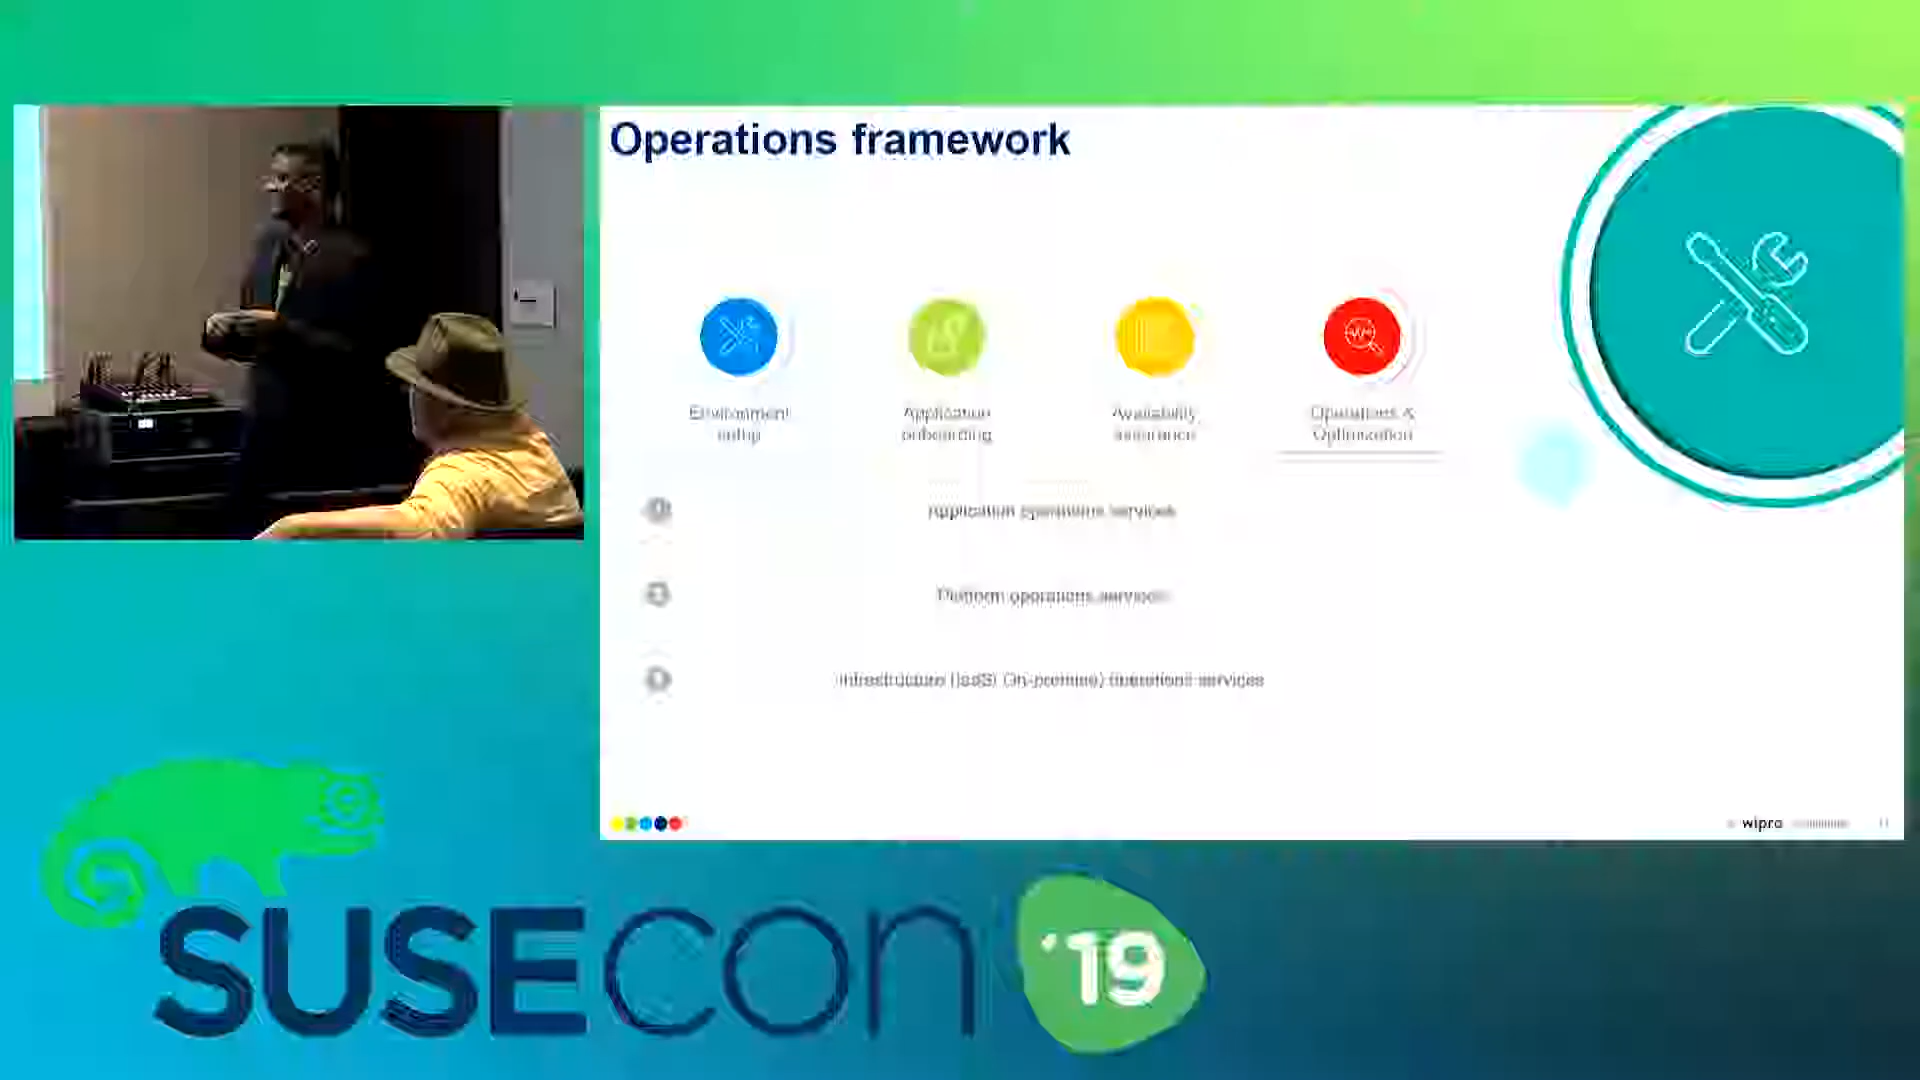 Operations framework
Environment
setup
Application
onboarding
Availability
assurance
Operations &
Optimization
Application operations services
Platform operations services
Infrastructure (IaaS/ On-premise) operations services
wipro
SUSECON '19